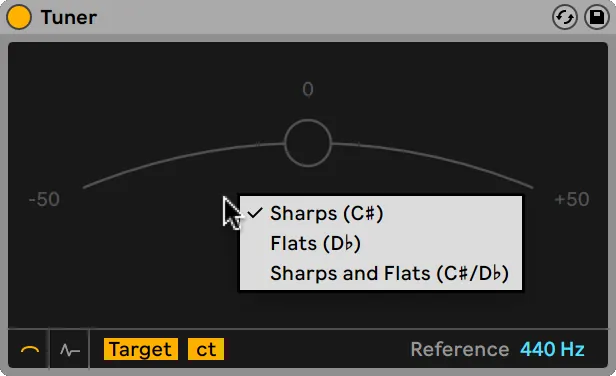 Tuner
0
-50
+50
✓ Sharps (C♯)
Flats (D♭)
Sharps and Flats (C♯/D♭)
Target ct Reference 440 Hz